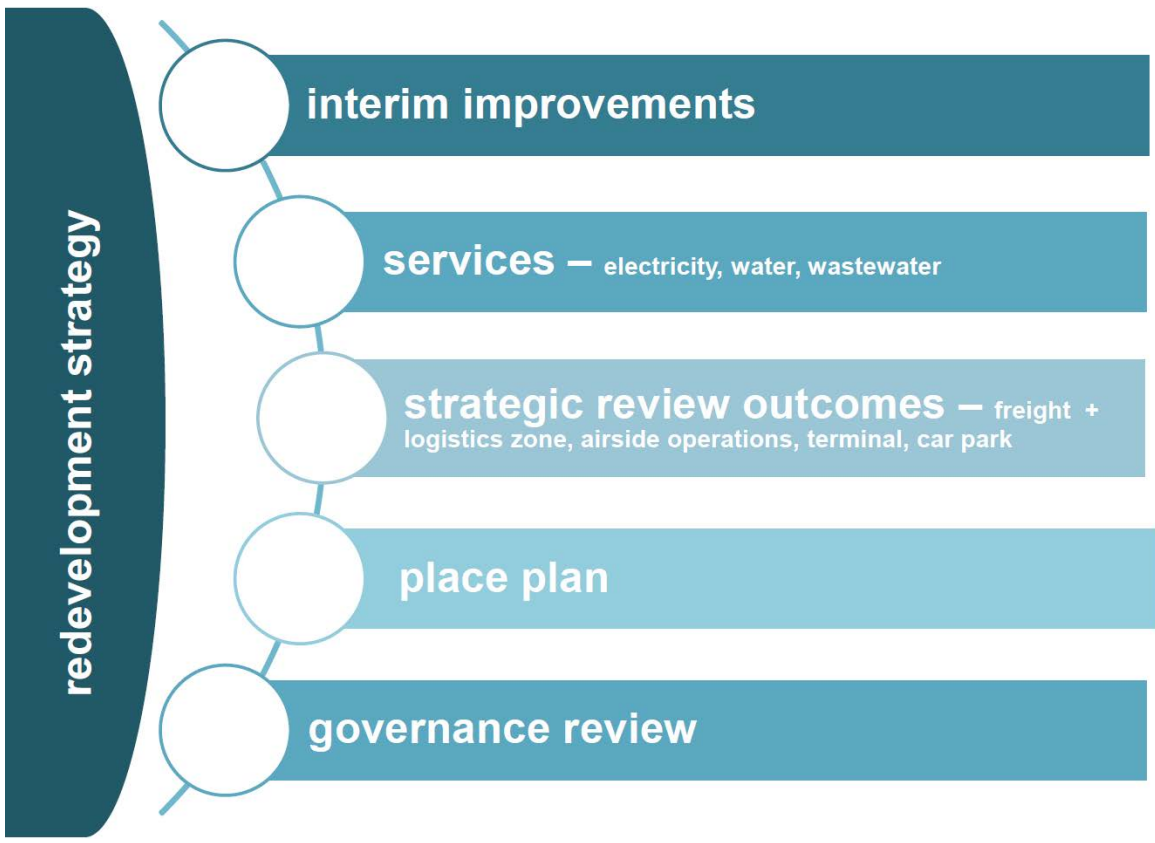 redevelopment strategy
interim improvements
services – electricity, water, wastewater
strategic review outcomes – freight +
logistics zone, airside operations, terminal, car park
place plan
governance review